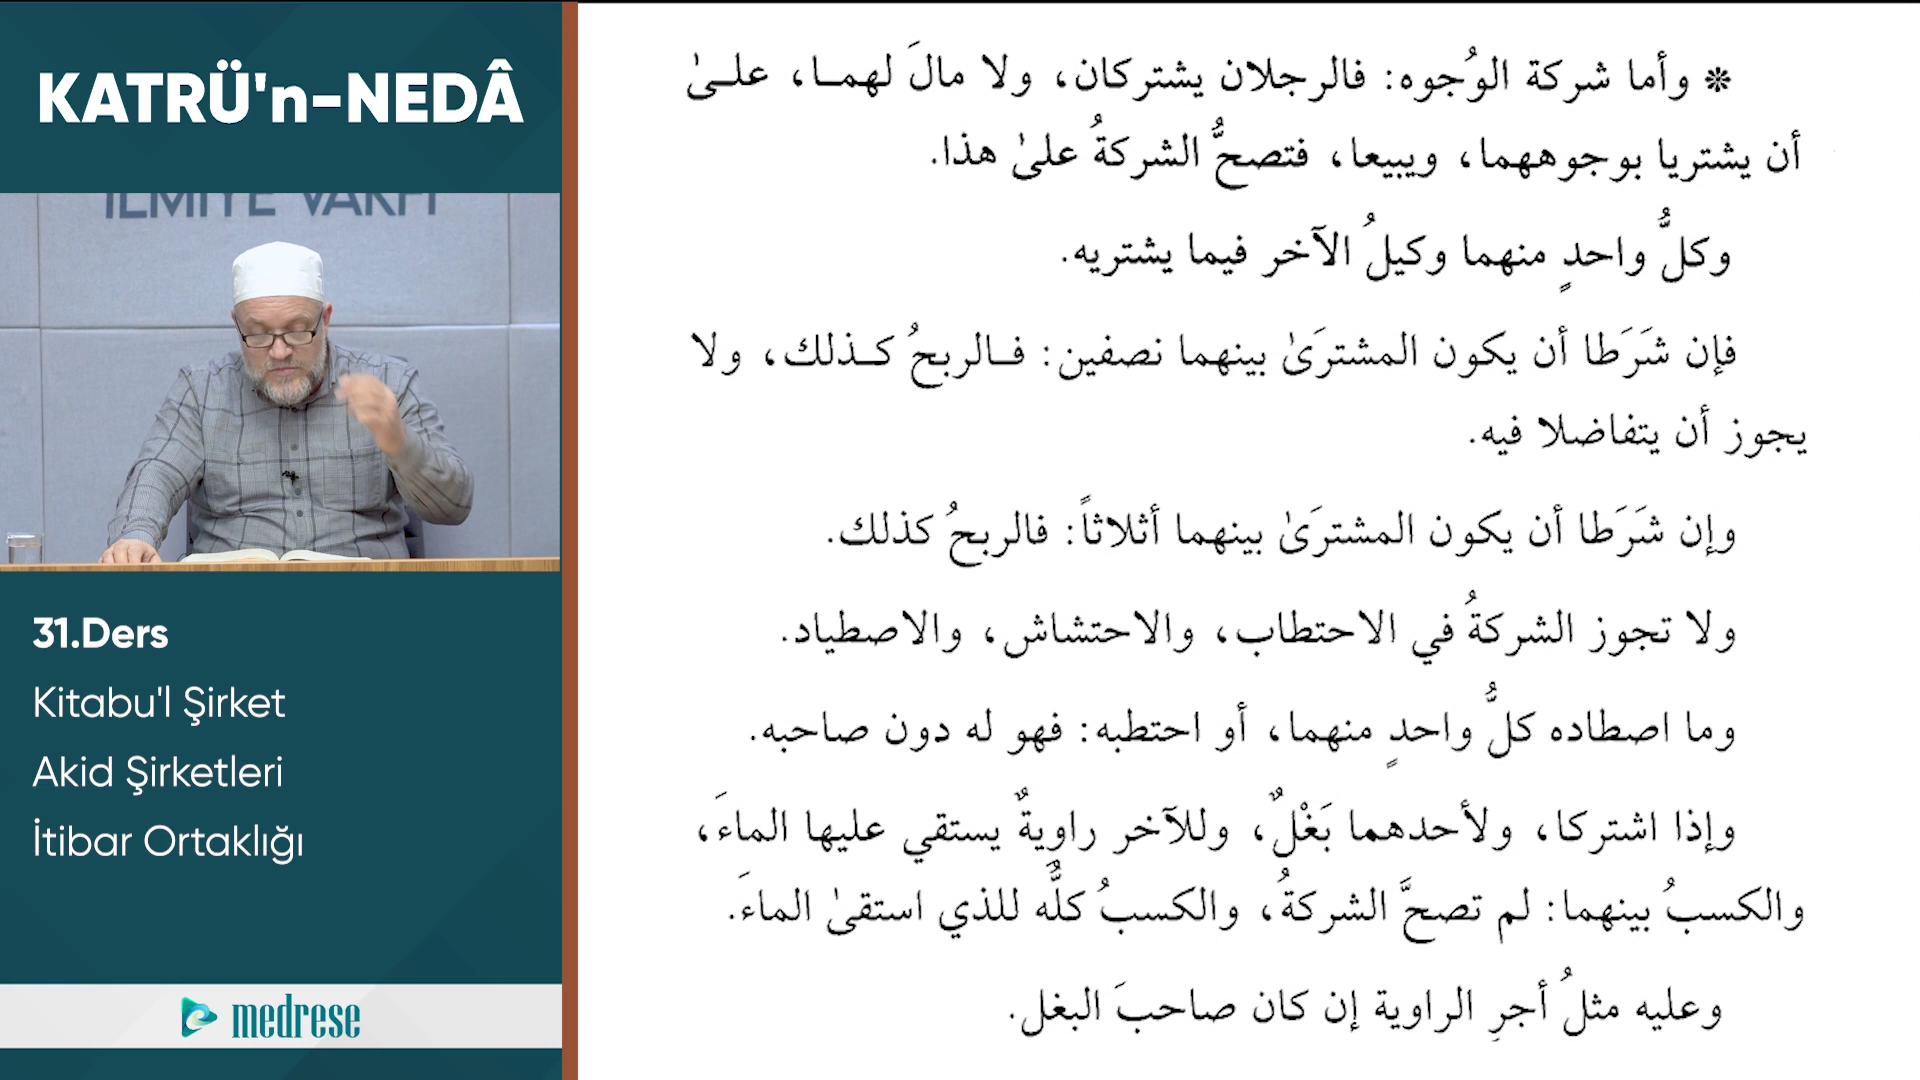 KATRÜ'n-NEDÂ
İLMİYE VAKFI
31.Ders
Kitabu'l Şirket
Akid Şirketleri
İtibar Ortaklığı
medrese
❊ وأما شركة الوُجوه: فالرجلان يشتركان، ولا مالَ لهما، علىٰ
أن يشتريا بوجوههما، ويبيعا، فتصحُّ الشركةُ علىٰ هذا.
وكلُّ واحدٍ منهما وكيلُ الآخر فيما يشتريه.
فإن شَرَطا أن يكون المشترَىٰ بينهما نصفين: فالربحُ كذلك، ولا
يجوز أن يتفاضلا فيه.
وإن شَرَطا أن يكون المشترَىٰ بينهما أثلاثاً: فالربحُ كذلك.
ولا تجوز الشركةُ في الاحتطاب، والاحتشاش، والاصطياد.
وما اصطاده كلُّ واحدٍ منهما، أو احتطبه: فهو له دون صاحبه.
وإذا اشتركا، ولأحدهما بَغْلٌ، وللآخر راويةٌ يستقي عليها الماءَ،
والكسبُ بينهما: لم تصحَّ الشركةُ، والكسبُ كلُّه للذي استقىٰ الماءَ.
وعليه مثلُ أجرِ الراوية إن كان صاحبَ البغل.